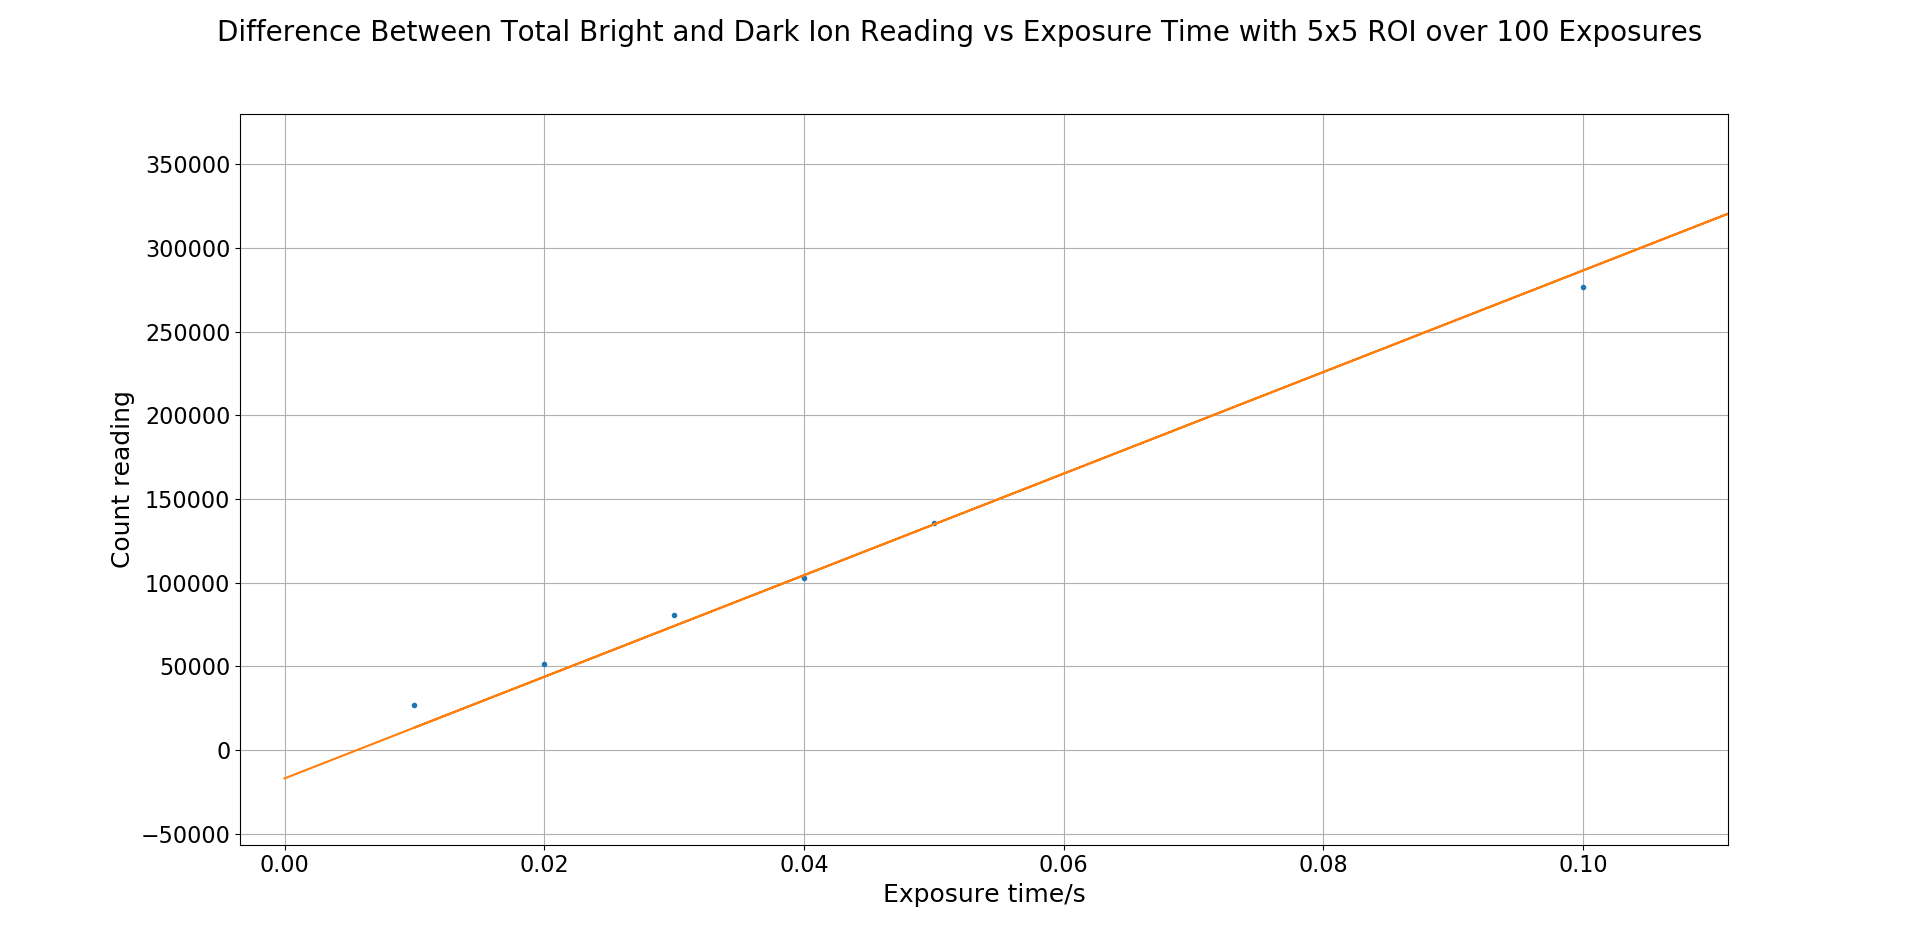 Difference Between Total Bright and Dark Ion Reading vs Exposure Time with 5x5 ROI over 100 Exposures
350000
300000
250000
200000
150000
100000
50000
0
−50000
Count reading
0.00 0.02 0.04 0.06 0.08 0.10
Exposure time/s